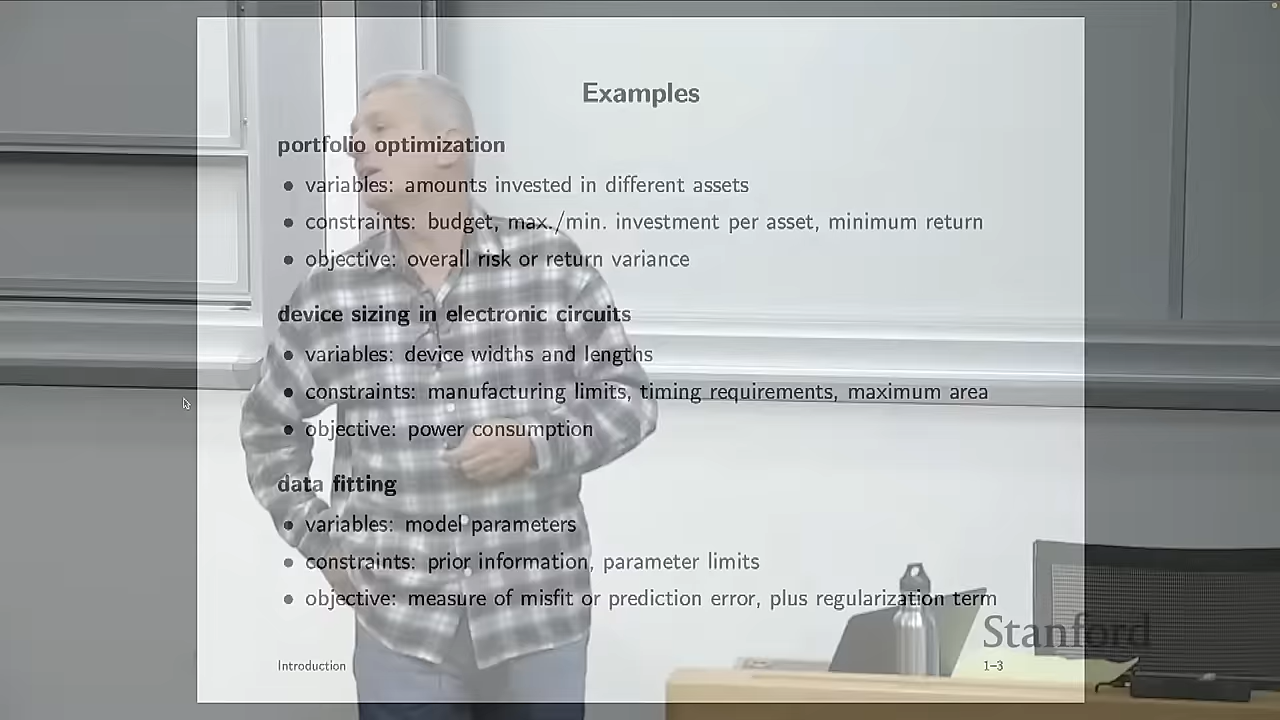 Examples
portfolio optimization
• variables: amounts invested in different assets
• constraints: budget, max./min. investment per asset, minimum return
• objective: overall risk or return variance
device sizing in electronic circuits
• variables: device widths and lengths
• constraints: manufacturing limits, timing requirements, maximum area
• objective: power consumption
data fitting
• variables: model parameters
• constraints: prior information, parameter limits
• objective: measure of misfit or prediction error, plus regularization term
Stanford
Introduction 1–3